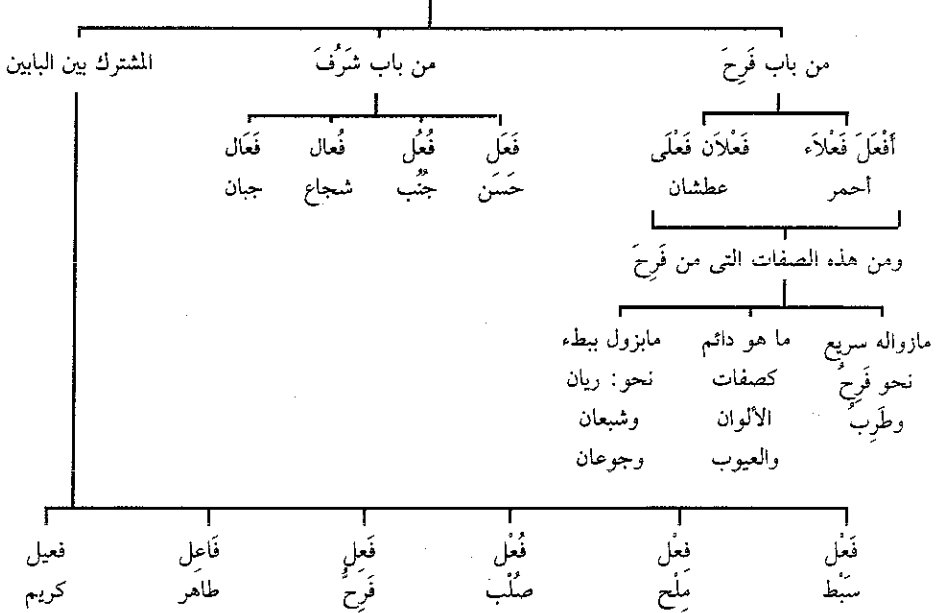 من باب فَرِحَ من باب شَرُفَ المشترك بين البابين
أَفْعَلَ فَعْلاَء فَعْلاَن فَعْلَى فَعَل فُعُل فُعال فَعَال
أحمر عطشان حَسَن جُنُب شجاع جبان
ومن هذه الصفات التى من فَرِحَ
مازواله سريع ما هو دائم مايزول ببطء
نحو فَرِحٌ كصفات نحو: ريان
وطَرِبٌ الألوان وشبعان
والعيوب وجوعان
فَعْل فِعْل فُعْل فَعِل فَاعِل فعيل
سَبْط مِلْح صُلْب فَرِحٌ طاهر كريم